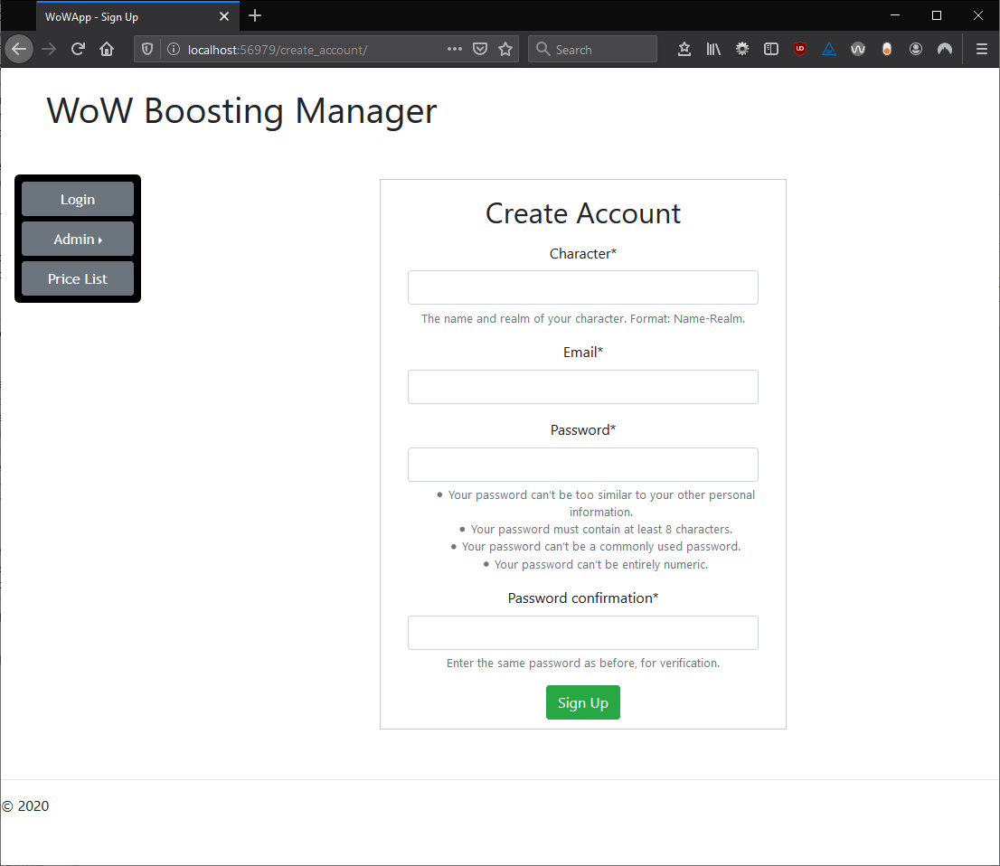 WoWApp - Sign Up
localhost:56979/create_account/
Search
WoW Boosting Manager
Login
Admin
Price List
Create Account
Character*
The name and realm of your character. Format: Name-Realm.
Email*
Password*
• Your password can't be too similar to your other personal
information.
• Your password must contain at least 8 characters.
• Your password can't be a commonly used password.
• Your password can't be entirely numeric.
Password confirmation*
Enter the same password as before, for verification.
Sign Up
© 2020